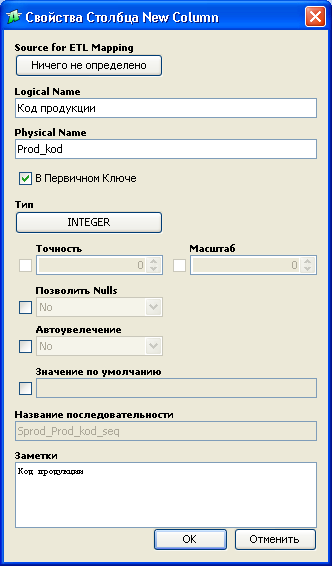 Свойства Столбца New Column
Source for ETL Mapping
Ничего не определено
Logical Name
Код продукции
Physical Name
Prod_kod
В Первичном Ключе
Тип
INTEGER
Точность Масштаб
0 0
Позволить Nulls
No
Автоувелечение
No
Значение по умолчанию
Название последовательности
Sprod_Prod_kod_seq
Заметки
Код продукции
OK Отменить